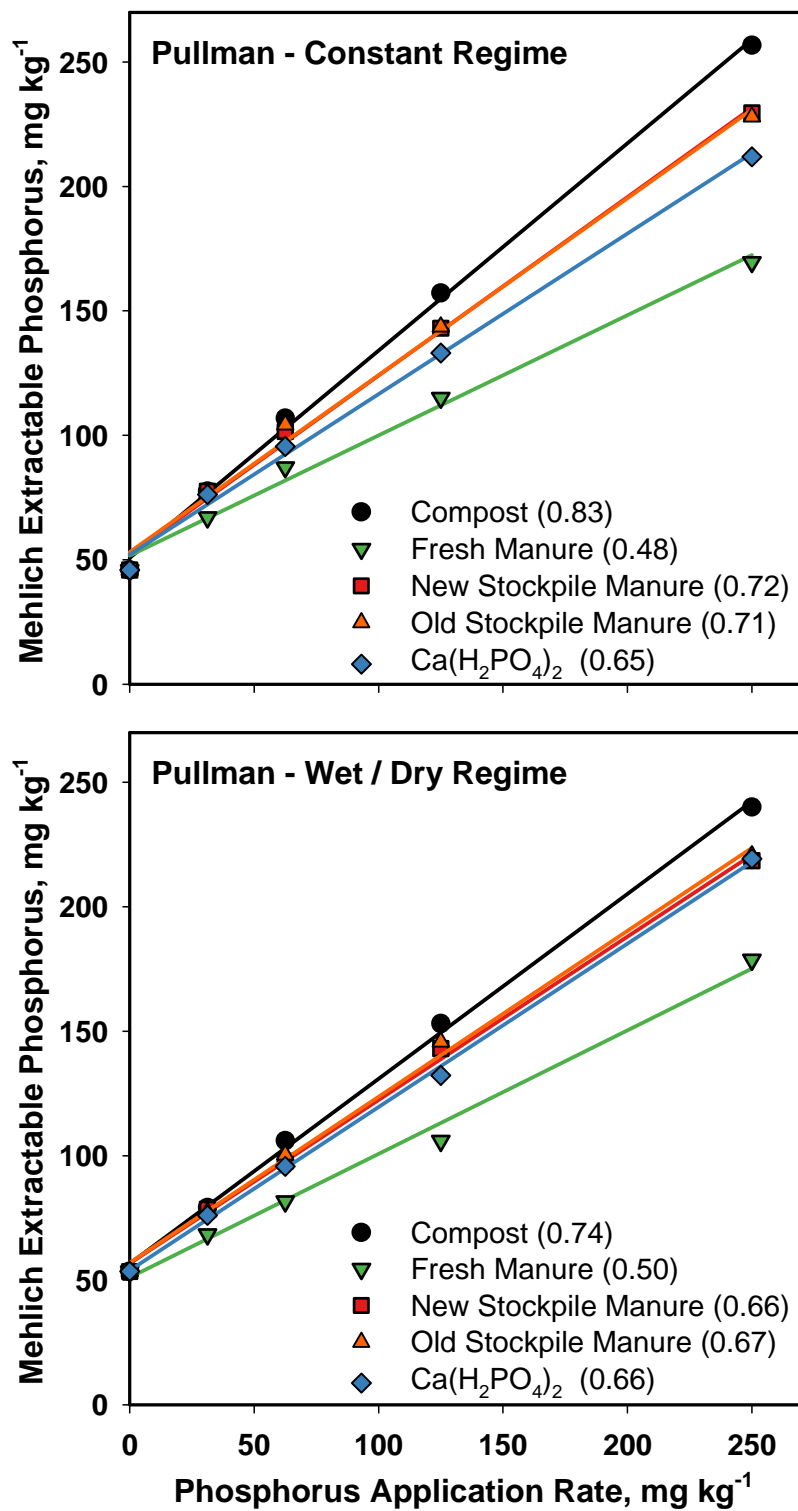 Pullman - Constant Regime
Mehlich Extractable Phosphorus, mg kg⁻¹
250
200
150
100
50
0
Compost (0.83)
Fresh Manure (0.48)
New Stockpile Manure (0.72)
Old Stockpile Manure (0.71)
Ca(H₂PO₄)₂ (0.65)
Pullman - Wet / Dry Regime
Mehlich Extractable Phosphorus, mg kg⁻¹
250
200
150
100
50
0
Compost (0.74)
Fresh Manure (0.50)
New Stockpile Manure (0.66)
Old Stockpile Manure (0.67)
Ca(H₂PO₄)₂ (0.66)
0 50 100 150 200 250
Phosphorus Application Rate, mg kg⁻¹